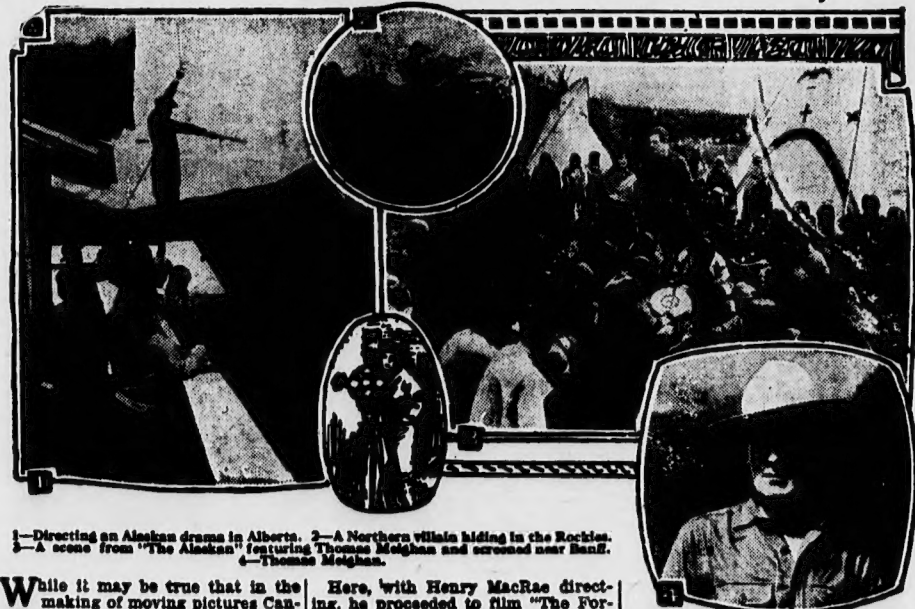 1—Directing an Alaskan drama in Alberta. 2—A Northern villain hiding in the Rockies.
3—A scene from "The Alaskan" featuring Thomas Meighan and screened near Banff.
4—Thomas Meighan.
While it may be true that in the
making of moving pictures Can-
Here, with Henry MacRae direct-
ing, he proceeded to film "The For-
1